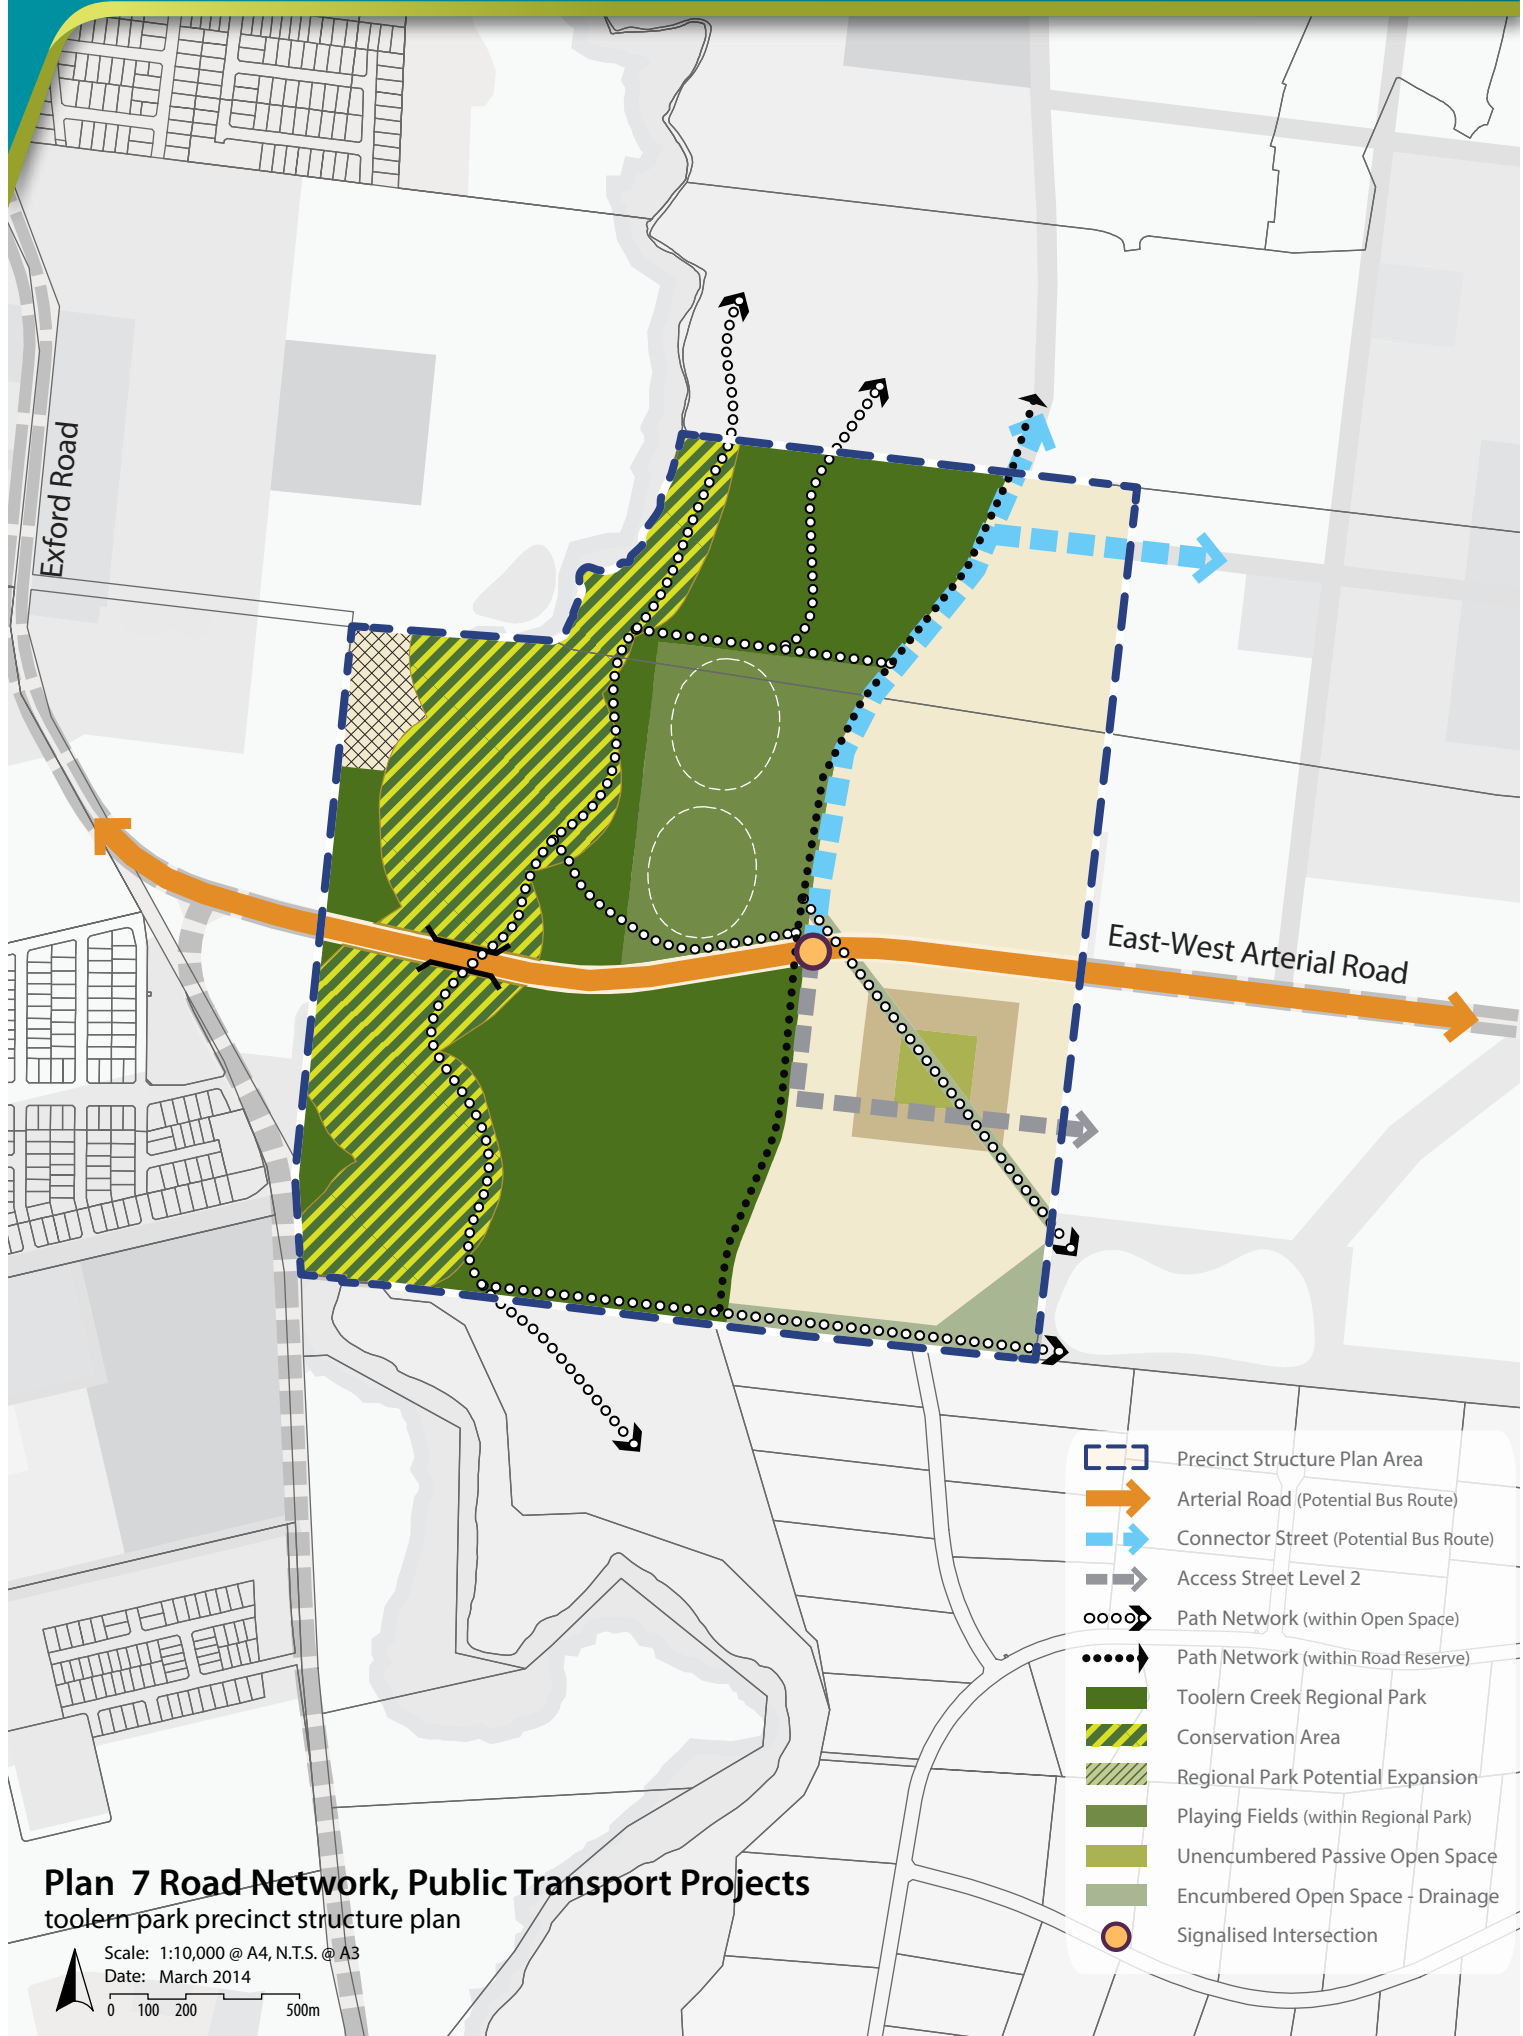 Exford Road
East-West Arterial Road
Precinct Structure Plan Area
Arterial Road (Potential Bus Route)
Connector Street (Potential Bus Route)
Access Street Level 2
Path Network (within Open Space)
Path Network (within Road Reserve)
Toolern Creek Regional Park
Conservation Area
Regional Park Potential Expansion
Playing Fields (within Regional Park)
Unencumbered Passive Open Space
Encumbered Open Space - Drainage
Signalised Intersection
Plan 7 Road Network, Public Transport Projects
toolern park precinct structure plan
Scale: 1:10,000 @ A4, N.T.S. @ A3
Date: March 2014
0 100 200 500m